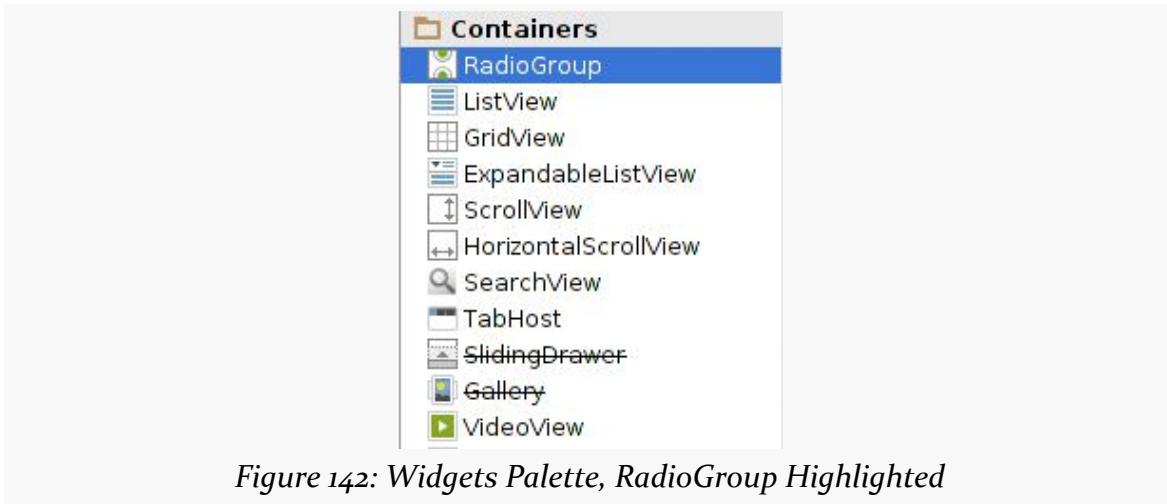 Containers
RadioGroup
ListView
GridView
ExpandableListView
ScrollView
HorizontalScrollView
SearchView
TabHost
SlidingDrawer
Gallery
VideoView
Figure 142: Widgets Palette, RadioGroup Highlighted